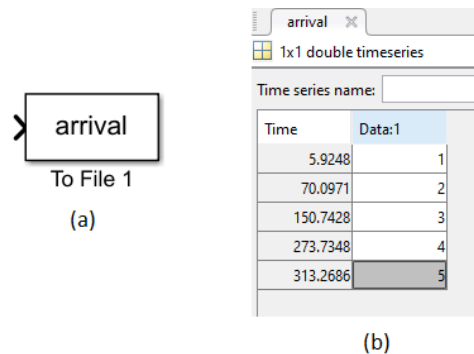 arrival
To File 1
(a)
arrival
1x1 double timeseries
Time series name:
Time Data:1
5.9248 1
70.0971 2
150.7428 3
273.7348 4
313.2686 5
(b)